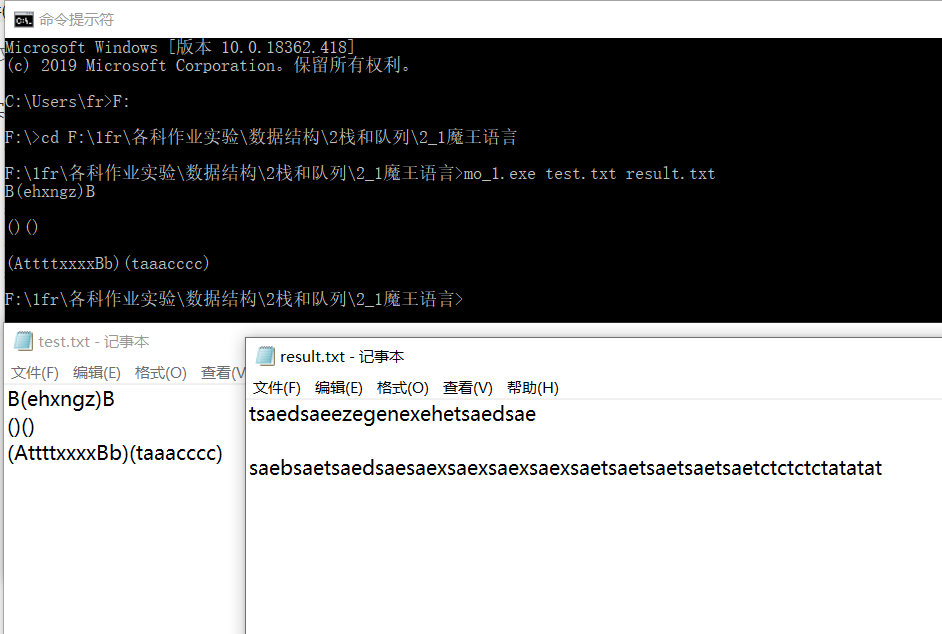 命令提示符
Microsoft Windows [版本 10.0.18362.418]
(c) 2019 Microsoft Corporation。保留所有权利。
C:\Users\fr>F:
F:\>cd F:\1fr\各科作业实验\数据结构\2栈和队列\2_1魔王语言
F:\1fr\各科作业实验\数据结构\2栈和队列\2_1魔王语言>mo_1.exe test.txt result.txt
B(ehxngz)B
()()
(AttttxxxxBb)(taaacccc)
F:\1fr\各科作业实验\数据结构\2栈和队列\2_1魔王语言>
test.txt - 记事本
文件(F) 编辑(E) 格式(O) 查看(V
B(ehxngz)B
()()
(AttttxxxxBb)(taaacccc)
result.txt - 记事本
文件(F) 编辑(E) 格式(O) 查看(V) 帮助(H)
tsaedsaeezegenexehetsaedsae
saebsaetsaedsaesaexsaexsaexsaexsaetsaetsaetsaetsaetctctctctatatat